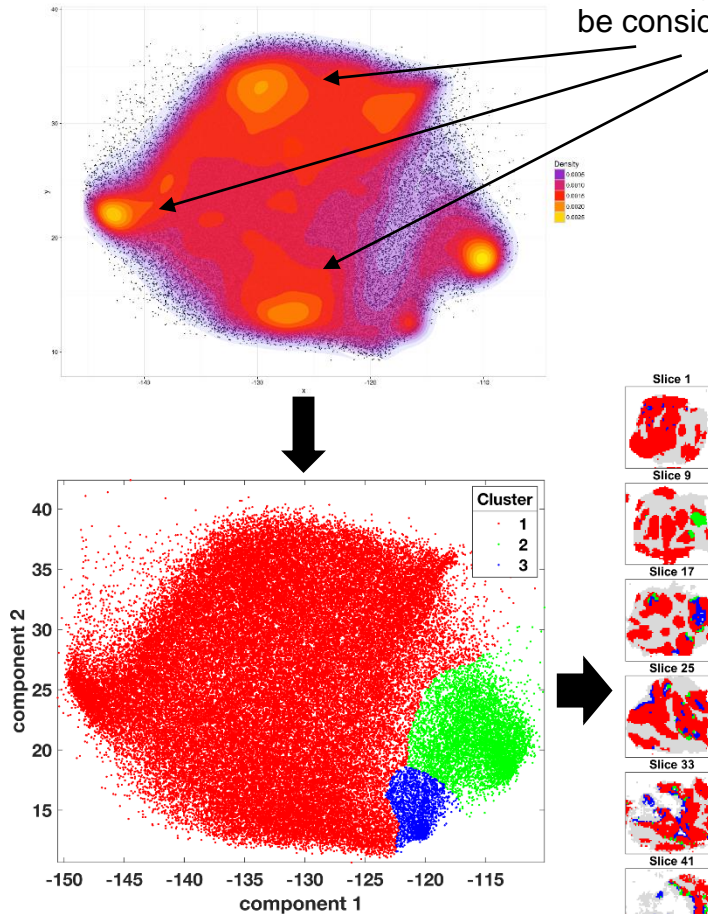 be consid
40
30
20
10
y
-140
-130
-120
-110
x
Density
0.0005
0.0010
0.0015
0.0020
0.0025
Cluster
1
2
3
40
35
30
25
20
15
component 2
-150 -145 -140 -135 -130 -125 -120 -115
component 1
Slice 1
Slice 9
Slice 17
Slice 25
Slice 33
Slice 41